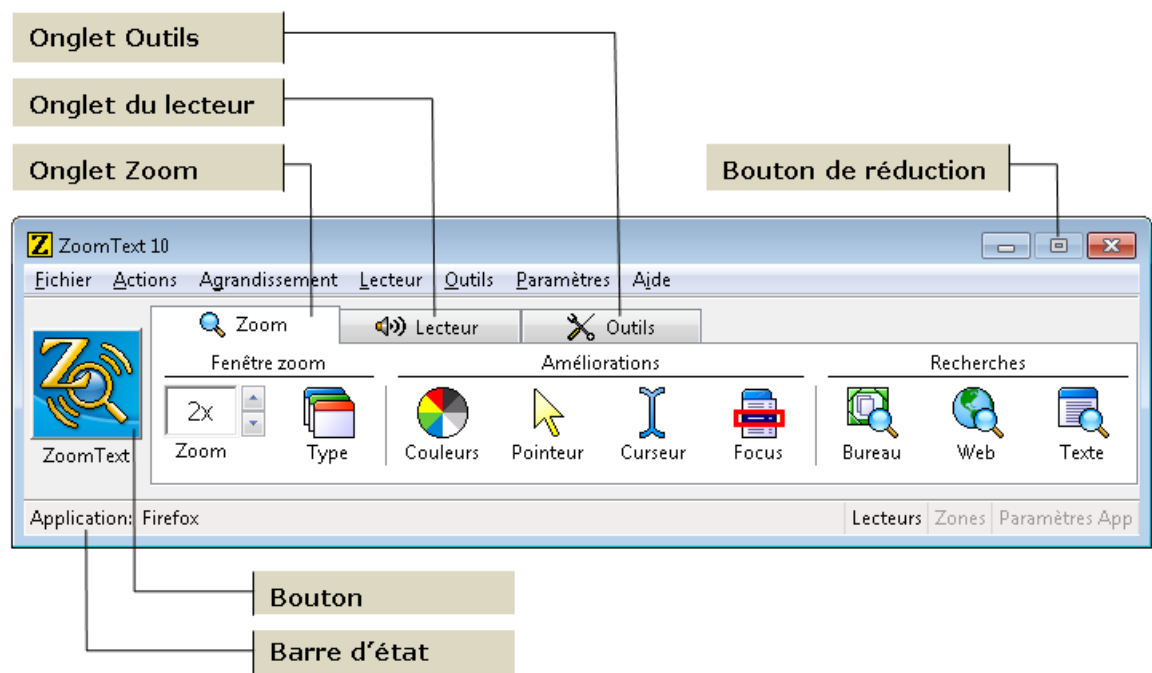 Onglet Outils
Onglet du lecteur
Onglet Zoom
Bouton de réduction
ZoomText 10
Fichier Actions Agrandissement Lecteur Outils Paramètres Aide
Zoom Lecteur Outils
Fenêtre zoom Améliorations Recherches
2x
Zoom Type Couleurs Pointeur Curseur Focus Bureau Web Texte
ZoomText
Application: Firefox Lecteurs Zones Paramètres App
Bouton
Barre d’état